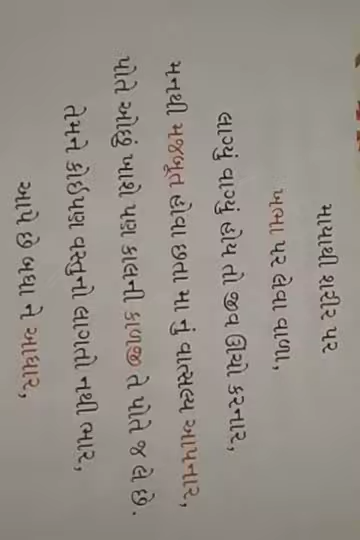 માથાથી શરીર પર
ખભા પર લેવા વાળા,
લાગ્યું વાગ્યું હોય તો જીવ ઊંચો કરનાર,
મનથી મજબૂત હોવા છતા મા નું વાત્સલ્ય આપનાર,
પોતે ઓછું ખાશે પણ કાલની કાળજી તે પોતે જ લે છે.
તેમને કોઈપણ વસ્તુનો લાગતો નથી ભાર,
આપે છે બધા ને આધાર,